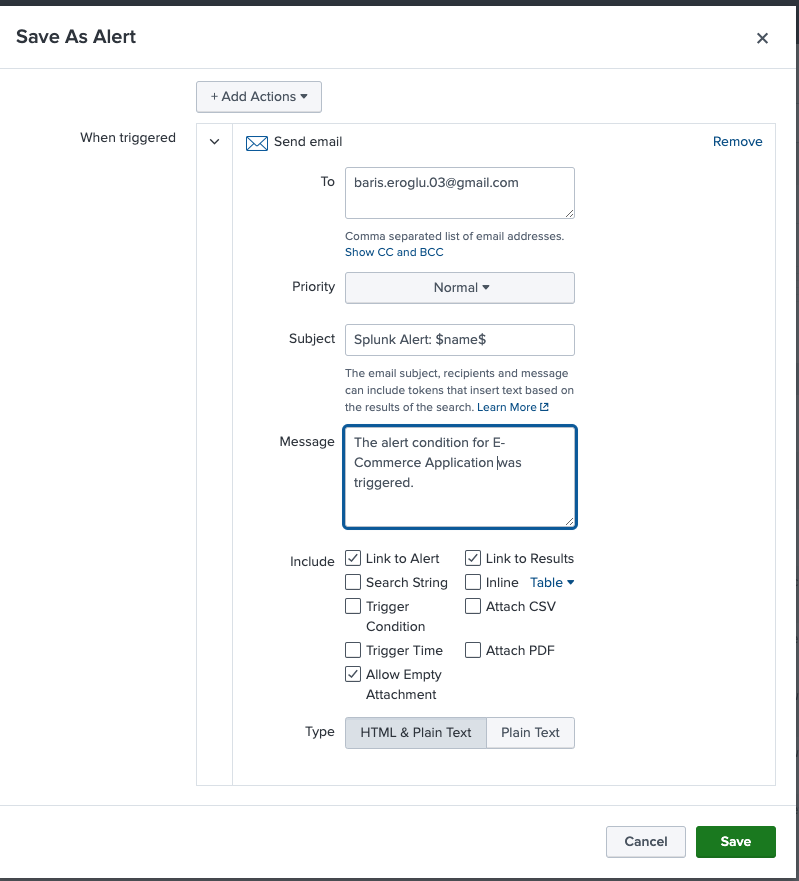 Save As Alert
+ Add Actions
When triggered
Send email
Remove
To
baris.eroglu.03@gmail.com
Comma separated list of email addresses.
Show CC and BCC
Priority
Normal
Subject
Splunk Alert: $name$
The email subject, recipients and message
can include tokens that insert text based on
the results of the search. Learn More
Message
The alert condition for E-
Commerce Application was
triggered.
Include
Link to Alert
Link to Results
Search String
Inline Table
Trigger
Condition
Attach CSV
Trigger Time
Attach PDF
Allow Empty
Attachment
Type
HTML & Plain Text
Plain Text
Cancel
Save